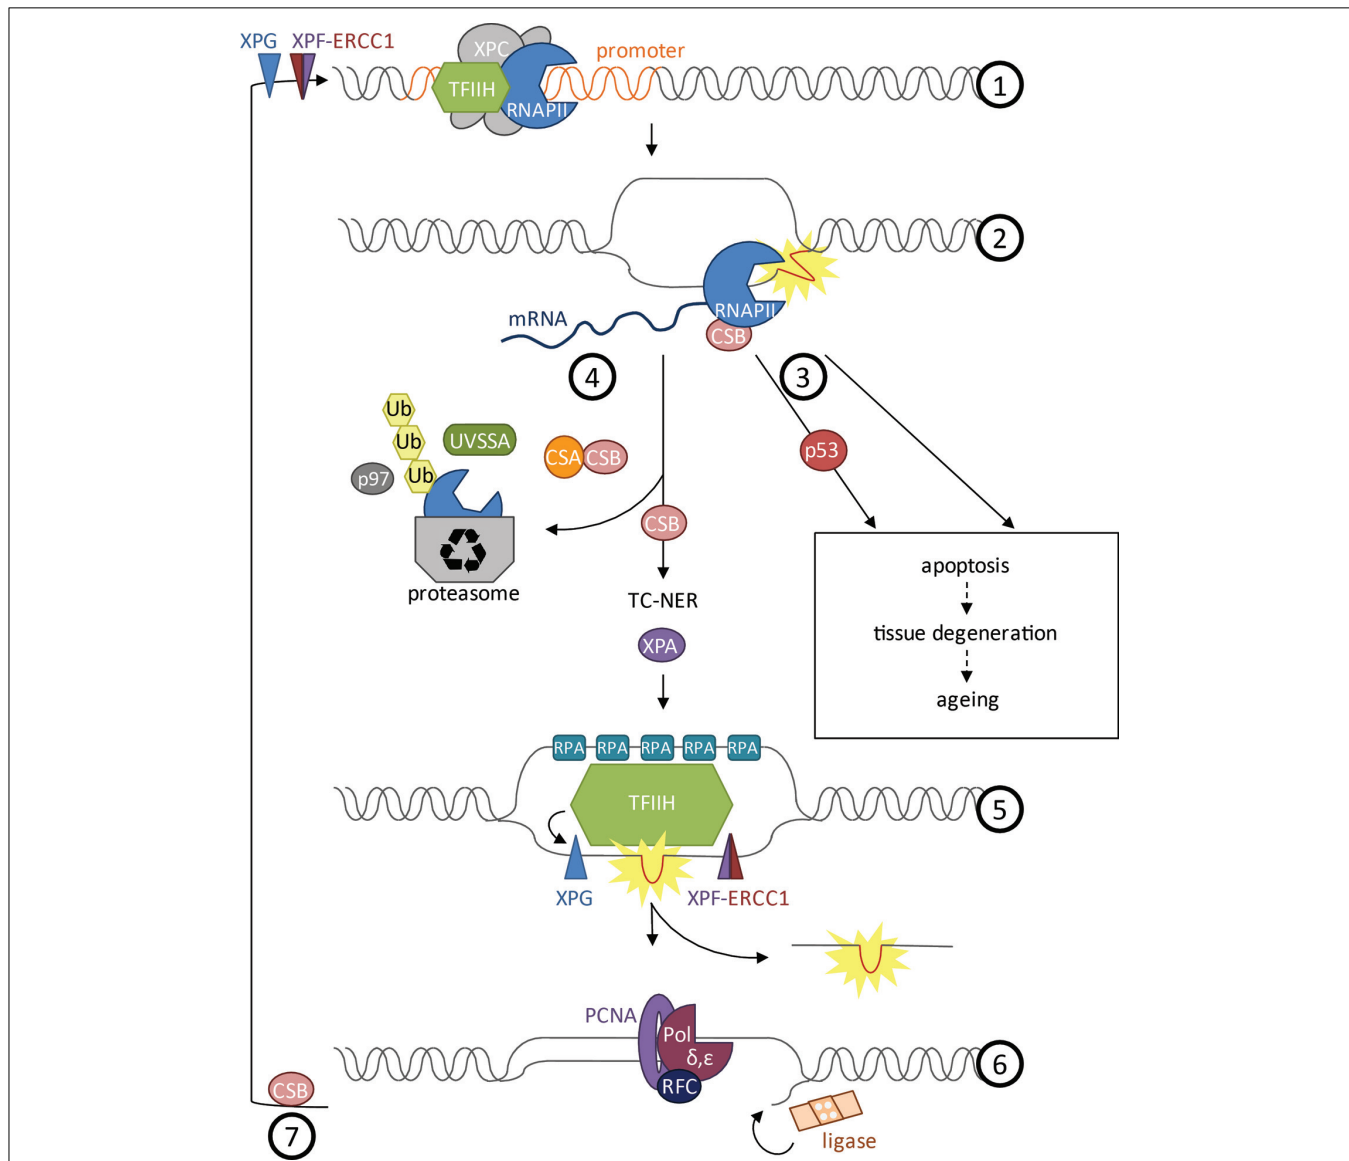 XPG XPF-ERCC1
XPC
promoter
TFIIH
RNAPII
1
2
RNAPII
mRNA
CSB
4
3
Ub
Ub
UVSSA
p53
CSA CSB
p97
Ub
CSB
proteasome
TC-NER
XPA
apoptosis
tissue degeneration
ageing
RPA RPA RPA RPA RPA
TFIIH
5
XPG XPF-ERCC1
PCNA
Pol
δ,ε
6
RFC
CSB
7
ligase